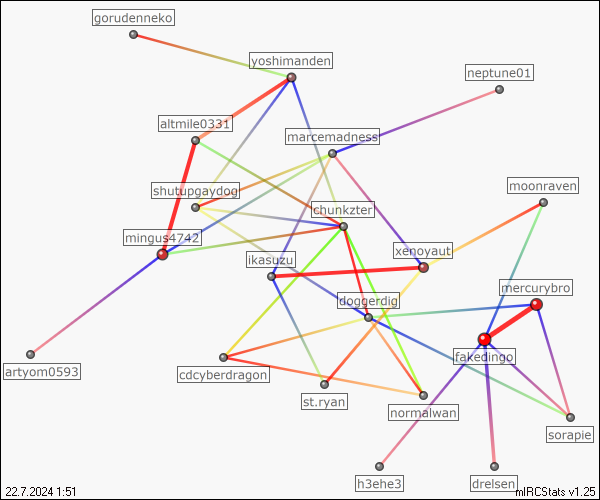 gorudenneko
yoshimanden
neptune01
altmile0331
marcemadness
shutupgaydog
moonraven
chunkzter
mingus4742
xenoyaut
ikasuzu
mercurybro
doggerdig
fakedingo
artyom0593
cdcyberdragon
st.ryan
normalwan
sorapie
h3ehe3
drelsen
22.7.2024 1:51
mIRCStats v1.25